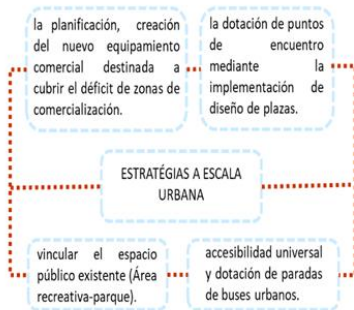 la planificación, creación
del nuevo equipamiento
comercial destinada a
cubrir el déficit de zonas de
comercialización.
la dotación de puntos
de encuentro
mediante la
implementación de
diseño de plazas.
ESTRATÉGIAS A ESCALA
URBANA
vincular el espacio
público existente (Área
recreativa-parque).
accesibilidad universal
y dotación de paradas
de buses urbanos.